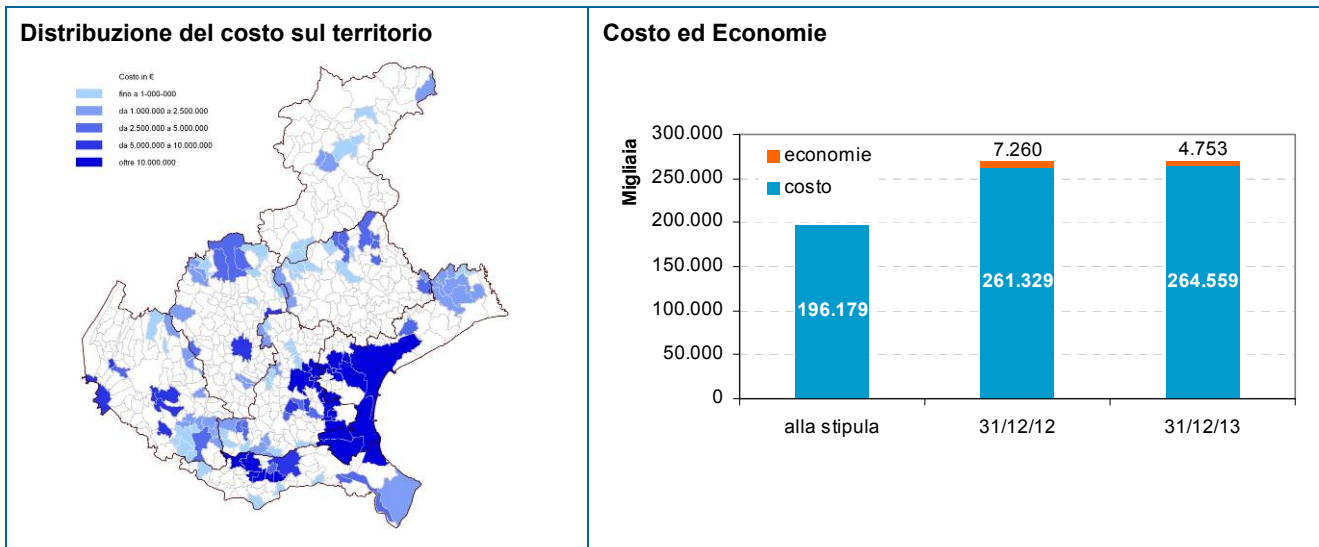 Distribuzione del costo sul territorio
Costo in €
fino a 1-000-000
da 1.000.000 a 2.500.000
da 2.500.000 a 5.000.000
da 5.000.000 a 10.000.000
oltre 10.000.000
Costo ed Economie
Migliaia
300.000
250.000
200.000
150.000
100.000
50.000
0
economie
costo
7.260
4.753
196.179
261.329
264.559
alla stipula
31/12/12
31/12/13